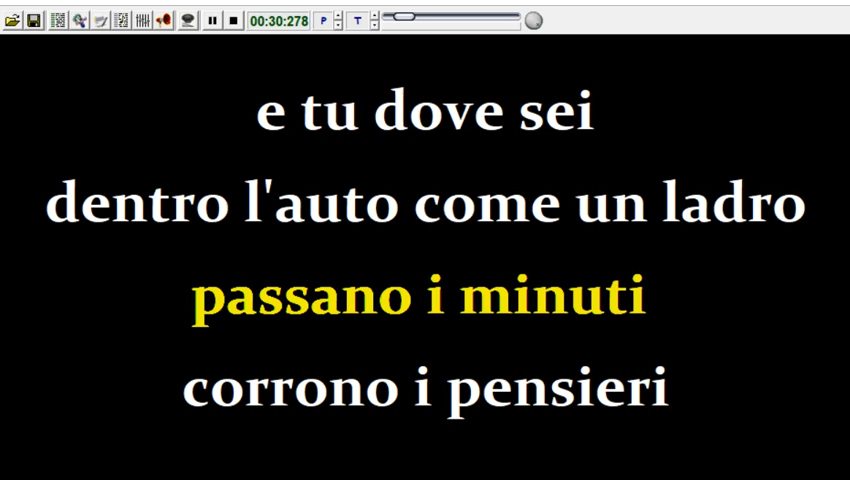 00:30:278
P
T
e tu dove sei
dentro l'auto come un ladro
passano i minuti
corrono i pensieri